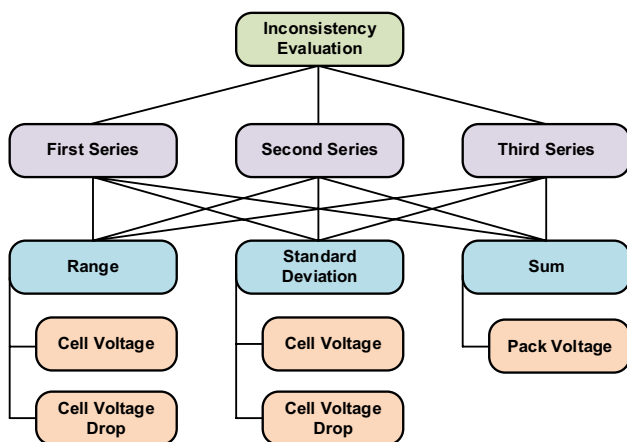 Inconsistency
Evaluation
First Series
Second Series
Third Series
Range
Standard
Deviation
Sum
Cell Voltage
Cell Voltage
Pack Voltage
Cell Voltage
Drop
Cell Voltage
Drop